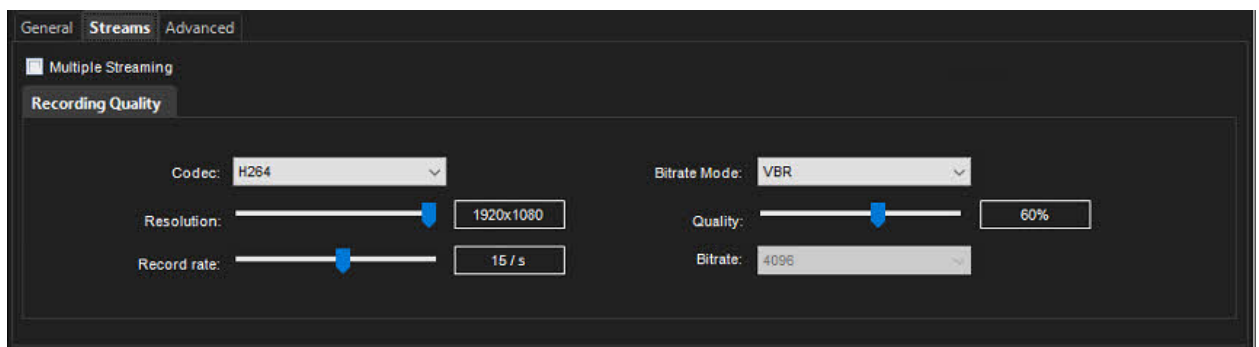 General Streams Advanced
Multiple Streaming
Recording Quality
Codec: H264 Bitrate Mode: VBR
Resolution: 1920x1080 Quality: 60%
Record rate: 15 / s Bitrate: 4096